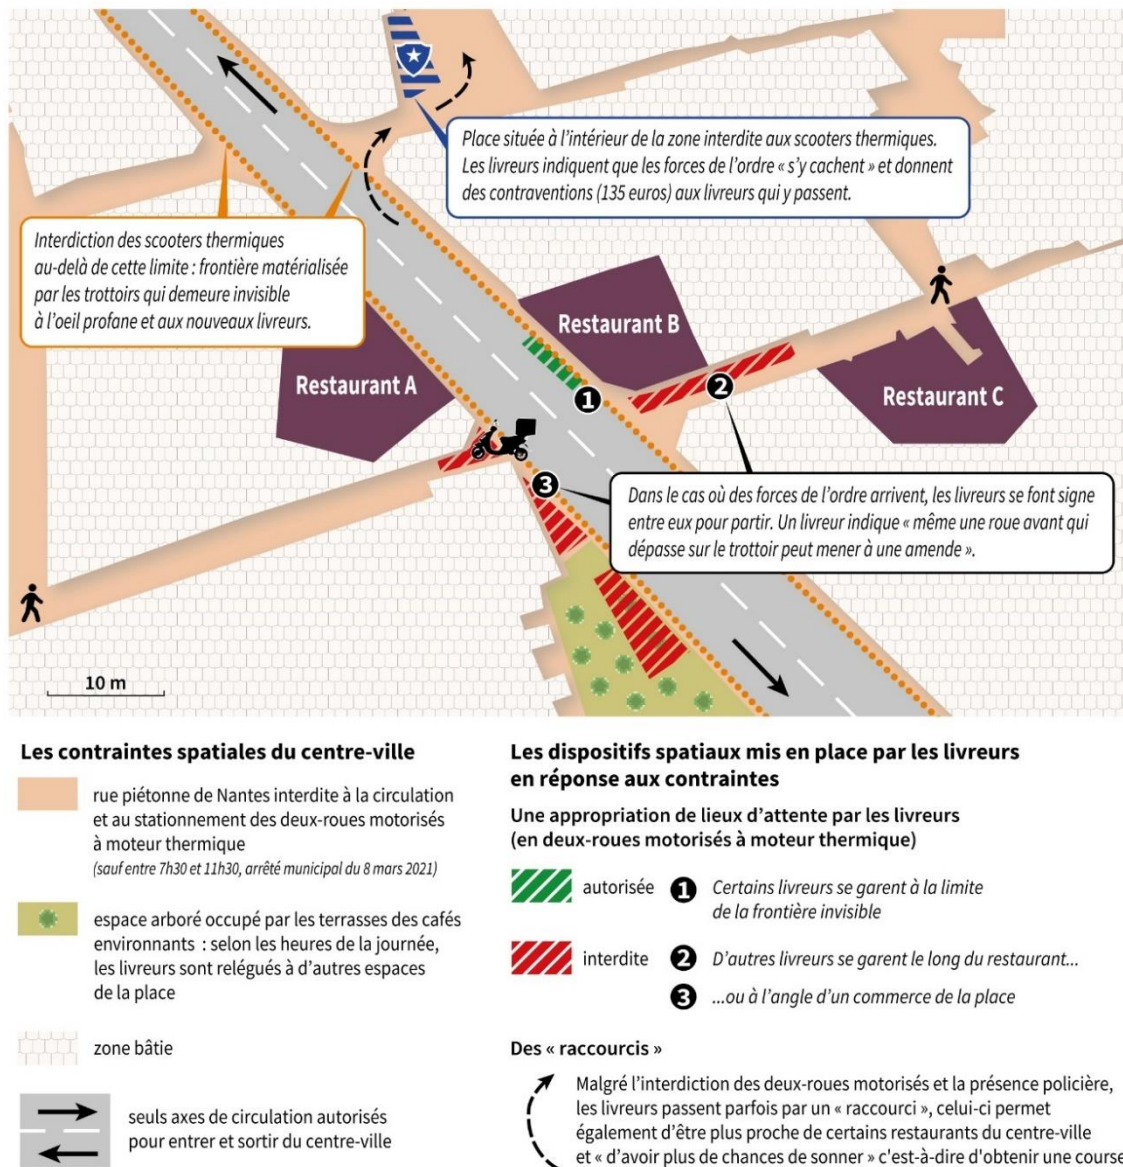 Place située à l’intérieur de la zone interdite aux scooters thermiques.
Les livreurs indiquent que les forces de l’ordre « s’y cachent » et donnent
des contraventions (135 euros) aux livreurs qui y passent.
Interdiction des scooters thermiques
au-delà de cette limite : frontière matérialisée
par les trottoirs qui demeure invisible
à l’oeil profane et aux nouveaux livreurs.
Restaurant B
Restaurant A
Restaurant C
1
2
3
Dans le cas où des forces de l’ordre arrivent, les livreurs se font signe
entre eux pour partir. Un livreur indique « même une roue avant qui
dépasse sur le trottoir peut mener à une amende ».
10 m
Les contraintes spatiales du centre-ville
rue piétonne de Nantes interdite à la circulation
et au stationnement des deux-roues motorisés
à moteur thermique
(sauf entre 7h30 et 11h30, arrêté municipal du 8 mars 2021)
espace arboré occupé par les terrasses des cafés
environnants : selon les heures de la journée,
les livreurs sont relégués à d’autres espaces
de la place
zone bâtie
seuls axes de circulation autorisés
pour entrer et sortir du centre-ville
Les dispositifs spatiaux mis en place par les livreurs
en réponse aux contraintes
Une appropriation de lieux d’attente par les livreurs
(en deux-roues motorisés à moteur thermique)
autorisée 1 Certains livreurs se garent à la limite
de la frontière invisible
interdite 2 D’autres livreurs se garent le long du restaurant...
3 ...ou à l’angle d’un commerce de la place
Des « raccourcis »
Malgré l’interdiction des deux-roues motorisés et la présence policière,
les livreurs passent parfois par un « raccourci », celui-ci permet
également d’être plus proche de certains restaurants du centre-ville
et « d’avoir plus de chances de sonner » c'est-à-dire d'obtenir une course